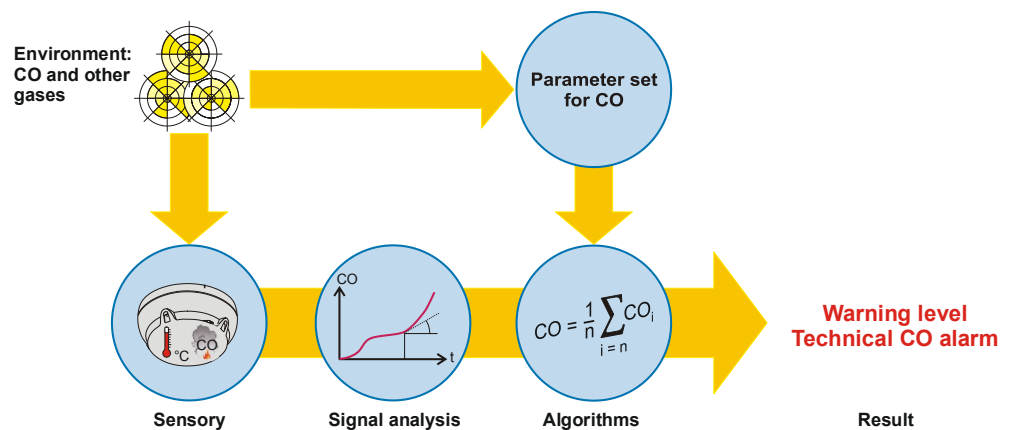 Environment:
CO and other
gases
Parameter set
for CO
°C
CO
CO
t
CO = 1/n ∑ COi
i = n
Warning level
Technical CO alarm
Sensory
Signal analysis
Algorithms
Result